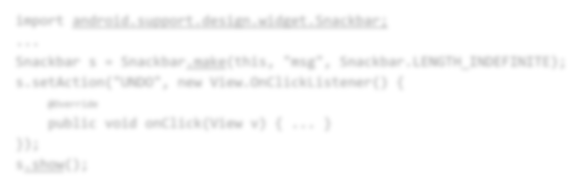 import android.support.design.widget.Snackbar;
...
Snackbar s = Snackbar.make(this, "msg", Snackbar.LENGTH_INDEFINITE);
s.setAction("UNDO", new View.OnClickListener() {
@Override
public void onClick(View v) { ... }
});
s.show();